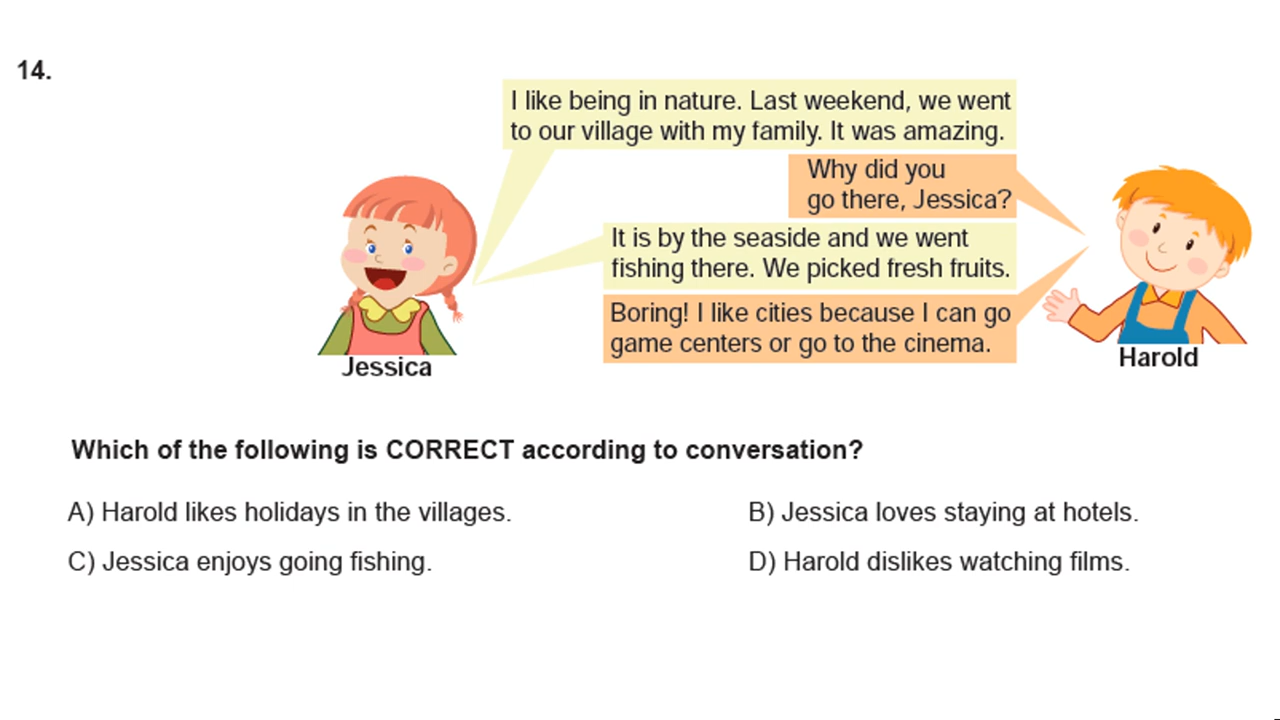 14.
I like being in nature. Last weekend, we went
to our village with my family. It was amazing.
Why did you
go there, Jessica?
It is by the seaside and we went
fishing there. We picked fresh fruits.
Boring! I like cities because I can go
game centers or go to the cinema.
Jessica
Harold
Which of the following is CORRECT according to conversation?
A) Harold likes holidays in the villages.
B) Jessica loves staying at hotels.
C) Jessica enjoys going fishing.
D) Harold dislikes watching films.